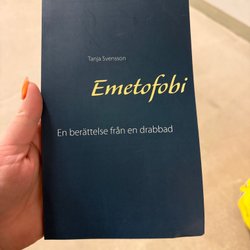 Tanja Svensson
Emetofobi
En berättelse från en drabbad